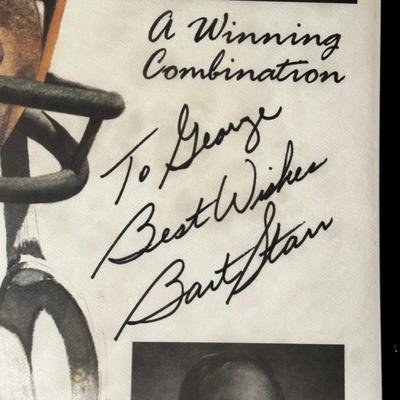 A Winning
Combination
To George
Best Wishes
Bart Starr